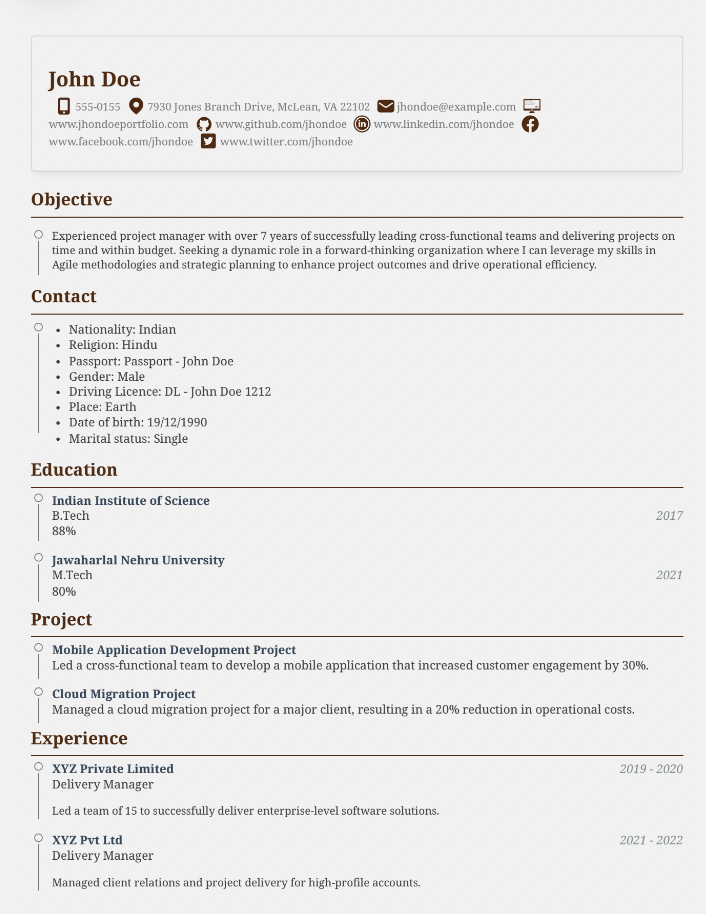 John Doe
555-0155 7930 Jones Branch Drive, McLean, VA 22102 jhondoe@example.com
www.jhondoeportfolio.com www.github.com/jhondoe www.linkedin.com/jhondoe
www.facebook.com/jhondoe www.twitter.com/jhondoe
Objective
Experienced project manager with over 7 years of successfully leading cross-functional teams and delivering projects on
time and within budget. Seeking a dynamic role in a forward-thinking organization where I can leverage my skills in
Agile methodologies and strategic planning to enhance project outcomes and drive operational efficiency.
Contact
• Nationality: Indian
• Religion: Hindu
• Passport: Passport - John Doe
• Gender: Male
• Driving Licence: DL - John Doe 1212
• Place: Earth
• Date of birth: 19/12/1990
• Marital status: Single
Education
Indian Institute of Science
B.Tech 2017
88%
Jawaharlal Nehru University
M.Tech 2021
80%
Project
Mobile Application Development Project
Led a cross-functional team to develop a mobile application that increased customer engagement by 30%.
Cloud Migration Project
Managed a cloud migration project for a major client, resulting in a 20% reduction in operational costs.
Experience
XYZ Private Limited 2019 - 2020
Delivery Manager
Led a team of 15 to successfully deliver enterprise-level software solutions.
XYZ Pvt Ltd 2021 - 2022
Delivery Manager
Managed client relations and project delivery for high-profile accounts.